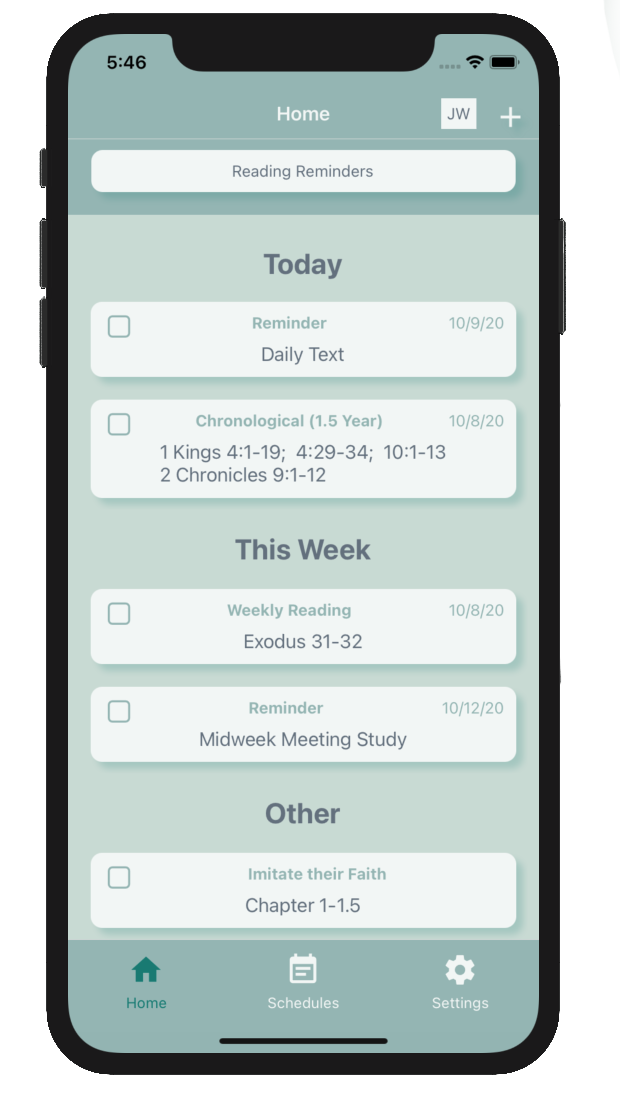 5:46
Home
JW
+
Reading Reminders
Today
Reminder
10/9/20
Daily Text
Chronological (1.5 Year)
10/8/20
1 Kings 4:1-19;  4:29-34;  10:1-13
2 Chronicles 9:1-12
This Week
Weekly Reading
10/8/20
Exodus 31-32
Reminder
10/12/20
Midweek Meeting Study
Other
Imitate their Faith
Chapter 1-1.5
Home
Schedules
Settings